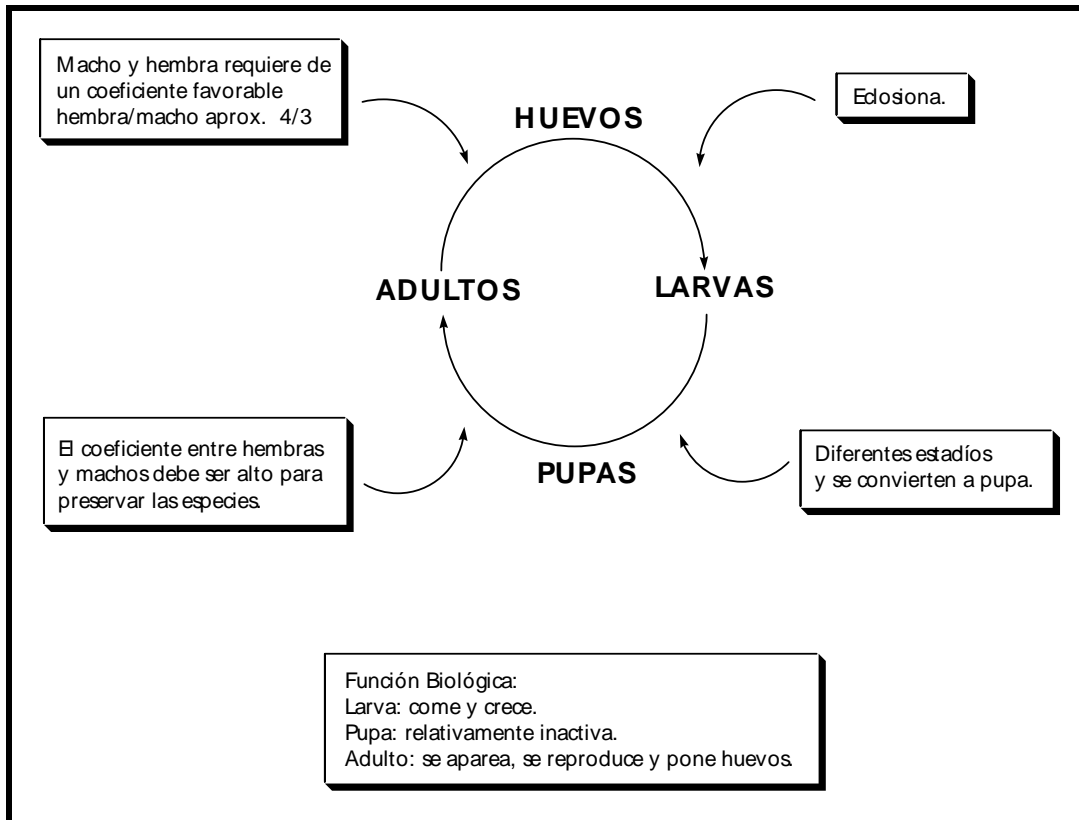 Macho y hembra requiere de
un coeficiente favorable
hembra/macho aprox. 4/3
Eclosiona.
HUEVOS
ADULTOS
LARVAS
PUPAS
El coeficiente entre hembras
y machos debe ser alto para
preservar las especies.
Diferentes estadíos
y se convierten a pupa.
Función Biológica:
Larva: come y crece.
Pupa: relativamente inactiva.
Adulto: se aparea, se reproduce y pone huevos.